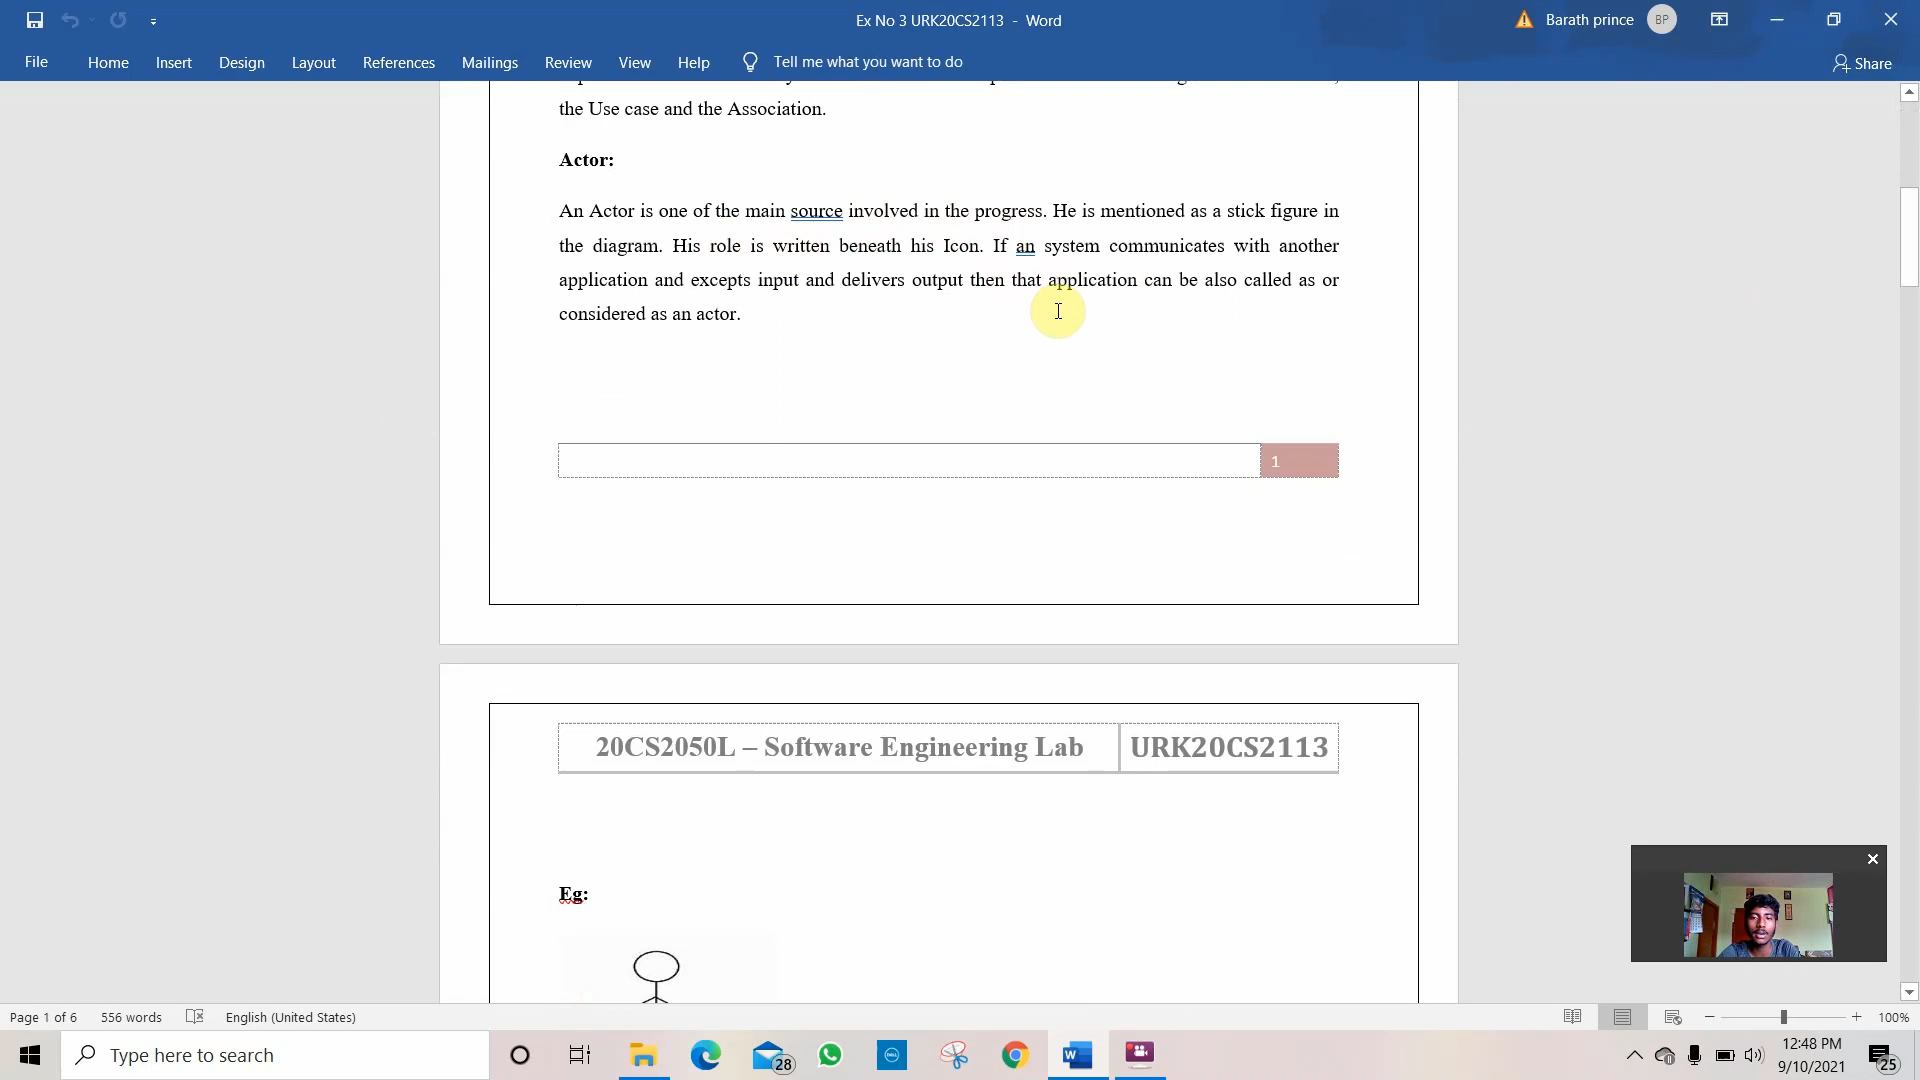 Ex No 3 URK20CS2113 - Word
Barath prince
BP
File
Home
Insert
Design
Layout
References
Mailings
Review
View
Help
Tell me what you want to do
Share
the Use case and the Association.
Actor:
An Actor is one of the main source involved in the progress. He is mentioned as a stick figure in
the diagram. His role is written beneath his Icon. If an system communicates with another
application and excepts input and delivers output then that application can be also called as or
considered as an actor.
1
20CS2050L – Software Engineering Lab
URK20CS2113
Eg:
Page 1 of 6
556 words
English (United States)
100%
Type here to search
28
12:48 PM
9/10/2021
25